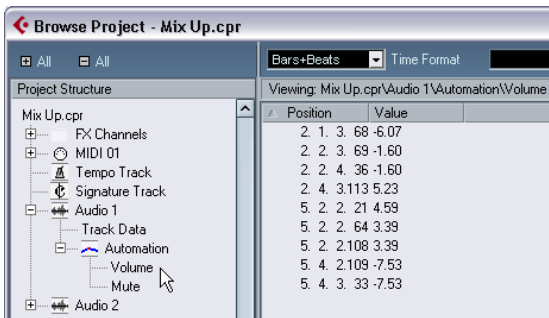 Browse Project - Mix Up.cpr
All All
Bars+Beats Time Format
Project Structure
Viewing: Mix Up.cpr\Audio 1\Automation\Volume
Mix Up.cpr
FX Channels
MIDI 01
Tempo Track
Signature Track
Audio 1
Track Data
Automation
Volume
Mute
Audio 2
Position Value
2. 1. 3. 68 -6.07
2. 2. 3. 69 -1.60
2. 2. 4. 36 -1.60
2. 4. 3.113 5.23
5. 2. 2. 21 4.59
5. 2. 2. 64 3.39
5. 2. 2.108 3.39
5. 4. 2.109 -7.53
5. 4. 3. 33 -7.53